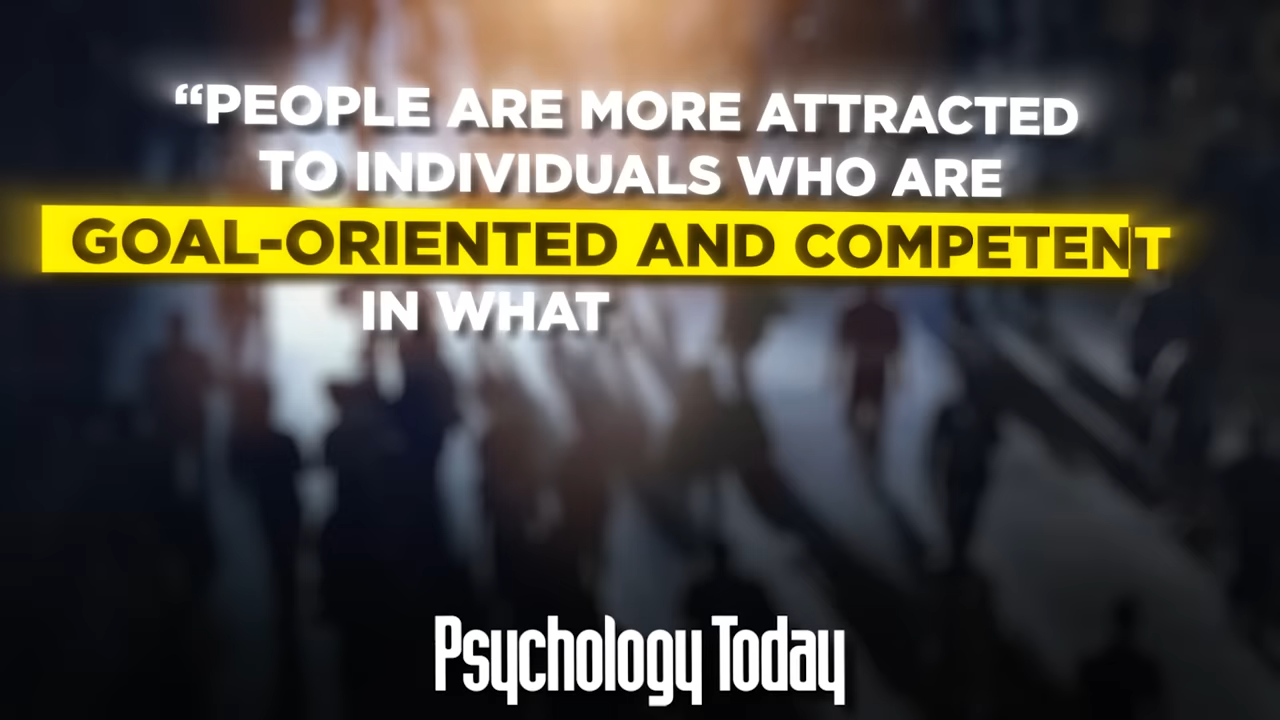 “PEOPLE ARE MORE ATTRACTED
TO INDIVIDUALS WHO ARE
GOAL-ORIENTED AND COMPETENT
IN WHAT
Psychology Today